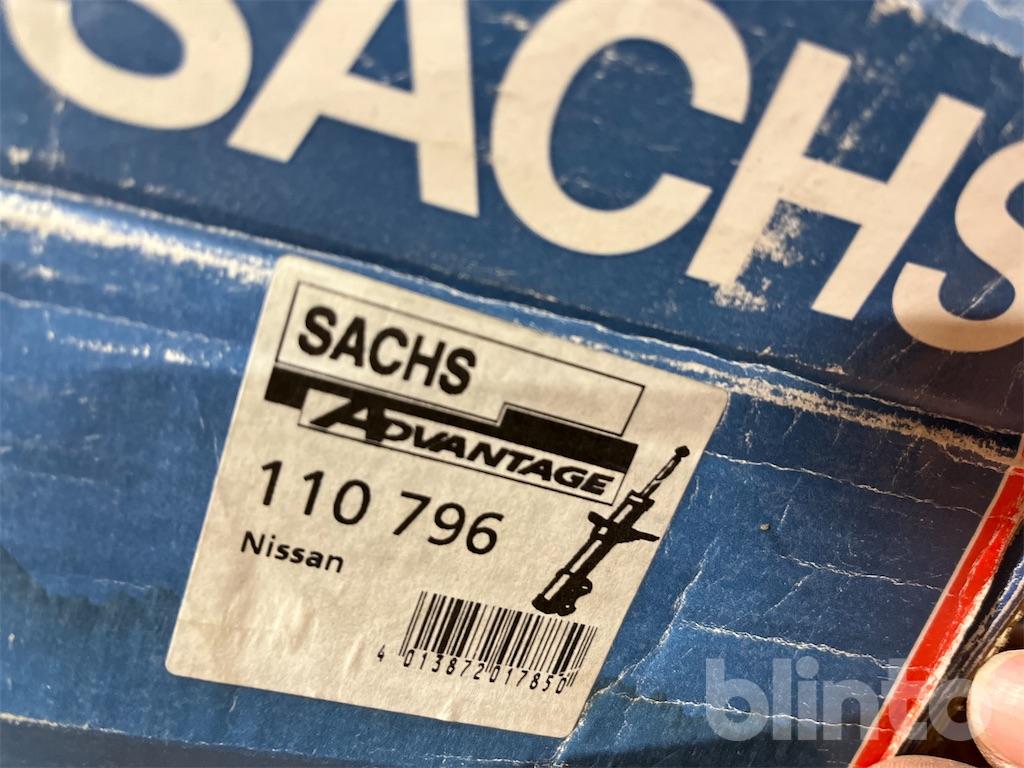 SACHS
SACHS
ADVANTAGE
110 796
Nissan
4 013872 017850
blinto